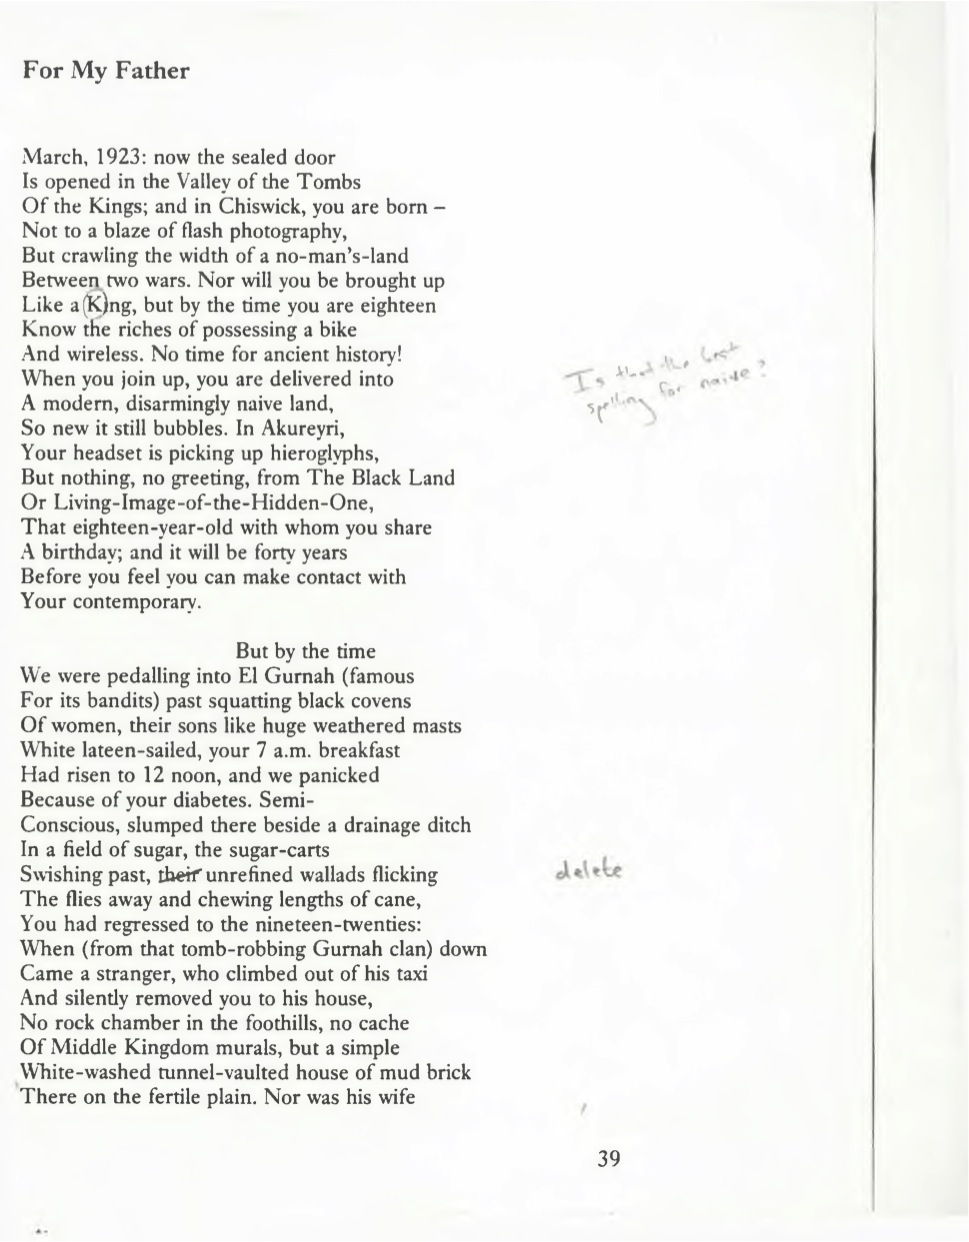 For My Father
March, 1923: now the sealed door
Is opened in the Valley of the Tombs
Of the Kings; and in Chiswick, you are born –
Not to a blaze of flash photography,
But crawling the width of a no-man's-land
Between two wars. Nor will you be brought up
Like a King, but by the time you are eighteen
Know the riches of possessing a bike
And wireless. No time for ancient history!
When you join up, you are delivered into
A modern, disarmingly naive land,
So new it still bubbles. In Akureyri,
Your headset is picking up hieroglyphs,
But nothing, no greeting, from The Black Land
Or Living-Image-of-the-Hidden-One,
That eighteen-year-old with whom you share
A birthday; and it will be forty years
Before you feel you can make contact with
Your contemporary.
Is that the best
spelling for naive?
But by the time
We were pedalling into El Gurnah (famous
For its bandits) past squatting black covens
Of women, their sons like huge weathered masts
White lateen-sailed, your 7 a.m. breakfast
Had risen to 12 noon, and we panicked
Because of your diabetes. Semi-
Conscious, slumped there beside a drainage ditch
In a field of sugar, the sugar-carts
Swishing past, their unrefined wallads flicking
delete
The flies away and chewing lengths of cane,
You had regressed to the nineteen-twenties:
When (from that tomb-robbing Gurnah clan) down
Came a stranger, who climbed out of his taxi
And silently removed you to his house,
No rock chamber in the foothills, no cache
Of Middle Kingdom murals, but a simple
White-washed tunnel-vaulted house of mud brick
There on the fertile plain. Nor was his wife
39